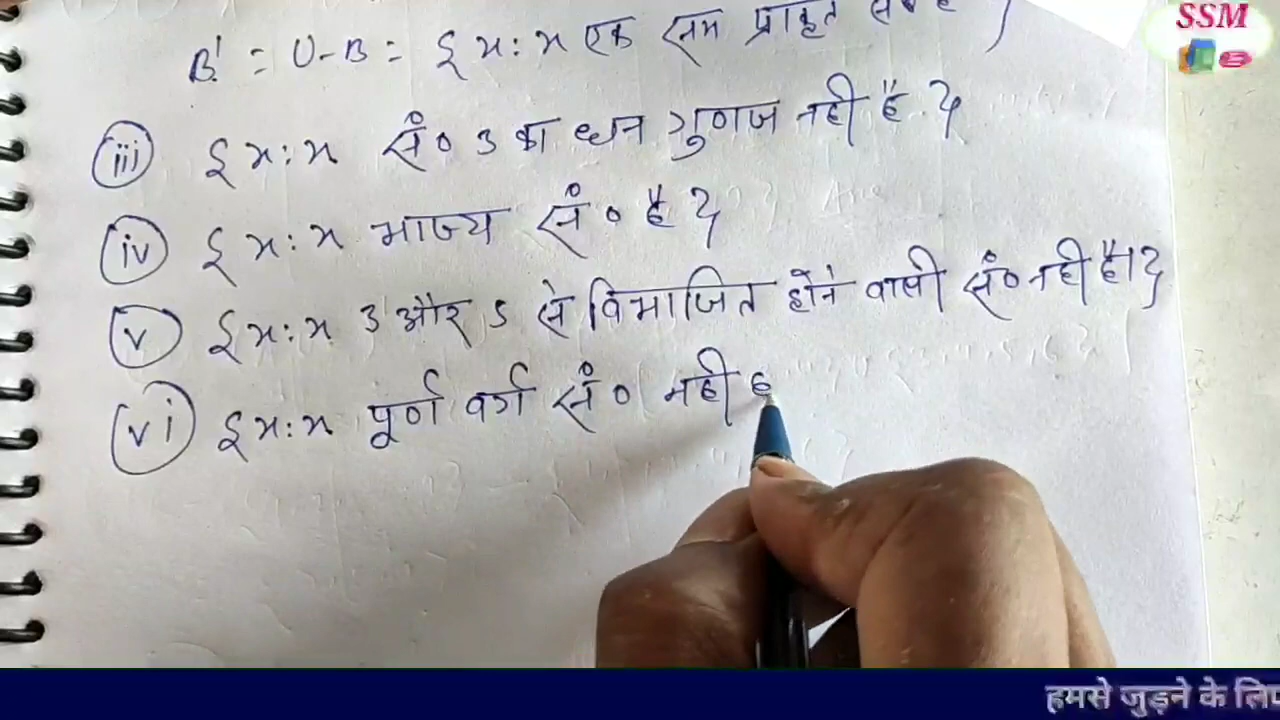 B' = U-B = { x:x एक सम प्राकृत सं० है }
SSM
(iii) { x:x सं० 3 का धन गुणज नही है }
(iv) { x:x भाज्य सं० है }
(v) { x:x 3 और 5 से विभाजित होने वाली सं० नही है। }
(vi) { x:x पूर्ण वर्ग सं० नही ह
हमसे जुड़ने के लिए